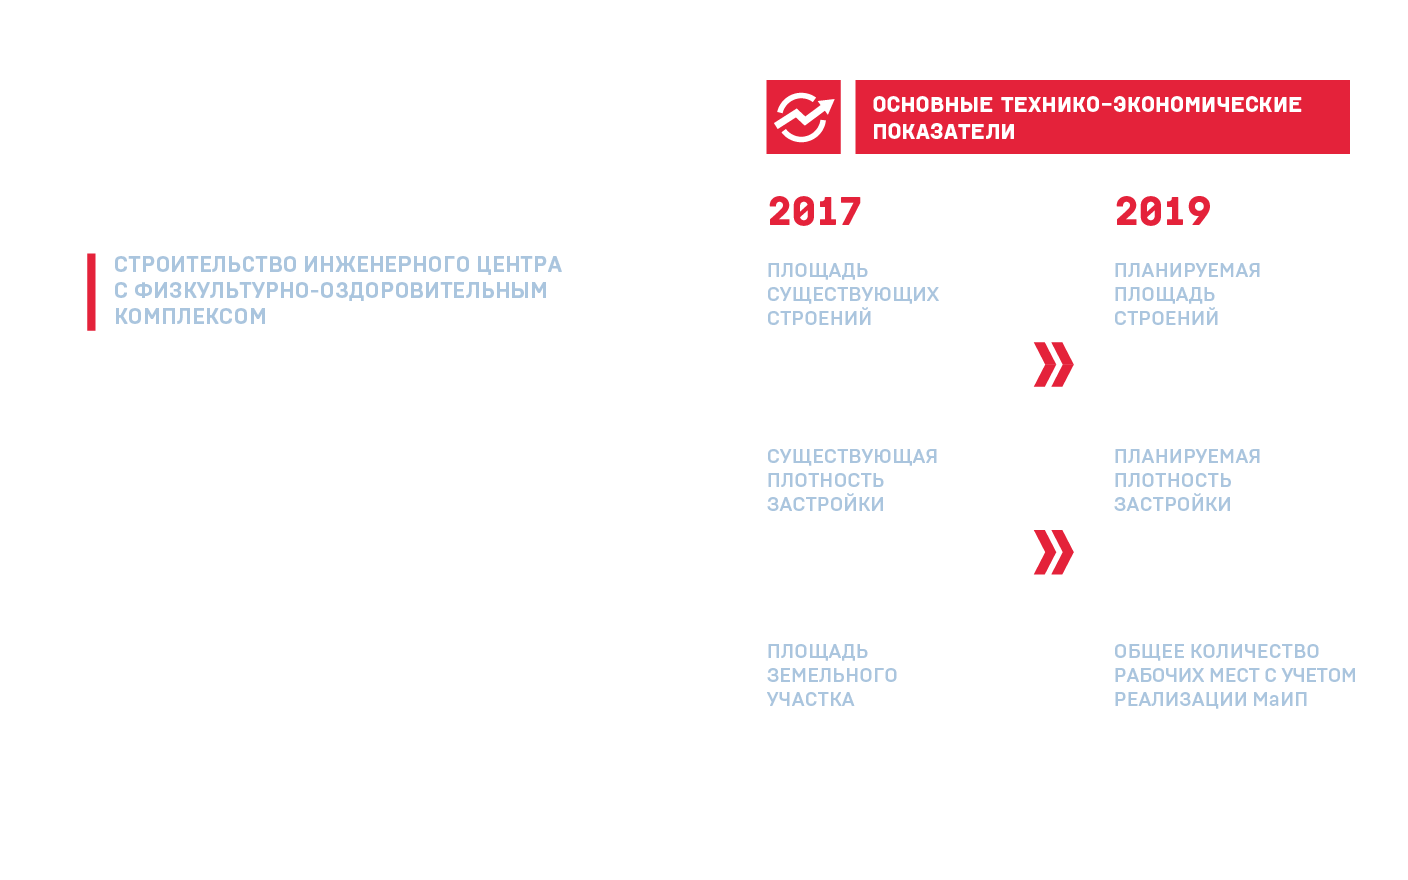 СТРОИТЕЛЬСТВО ИНЖЕНЕРНОГО ЦЕНТРА
С ФИЗКУЛЬТУРНО-ОЗДОРОВИТЕЛЬНЫМ
КОМПЛЕКСОМ
ОСНОВНЫЕ ТЕХНИКО-ЭКОНОМИЧЕСКИЕ
ПОКАЗАТЕЛИ
2017
2019
ПЛОЩАДЬ
СУЩЕСТВУЮЩИХ
СТРОЕНИЙ
ПЛАНИРУЕМАЯ
ПЛОЩАДЬ
СТРОЕНИЙ
СУЩЕСТВУЮЩАЯ
ПЛОТНОСТЬ
ЗАСТРОЙКИ
ПЛАНИРУЕМАЯ
ПЛОТНОСТЬ
ЗАСТРОЙКИ
ПЛОЩАДЬ
ЗЕМЕЛЬНОГО
УЧАСТКА
ОБЩЕЕ КОЛИЧЕСТВО
РАБОЧИХ МЕСТ С УЧЕТОМ
РЕАЛИЗАЦИИ МаИП